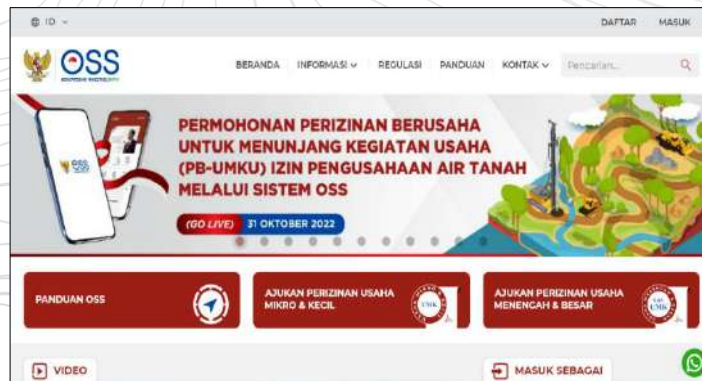 ID
DAFTAR MASUK
OSS
BERANDA INFORMASI REGULASI PANDUAN KONTAK Pencarian...
PERMOHONAN PERIZINAN BERUSAHA
UNTUK MENUNJANG KEGIATAN USAHA
(PB-UMKU) IZIN PENGUSAHAAN AIR TANAH
MELALUI SISTEM OSS
(GO LIVE) 31 OKTOBER 2022
PANDUAN OSS
AJUKAN PERIZINAN USAHA
MIKRO & KECIL
UMK
AJUKAN PERIZINAN USAHA
MENENGAH & BESAR
UMK
VIDEO
MASUK SEBAGAI